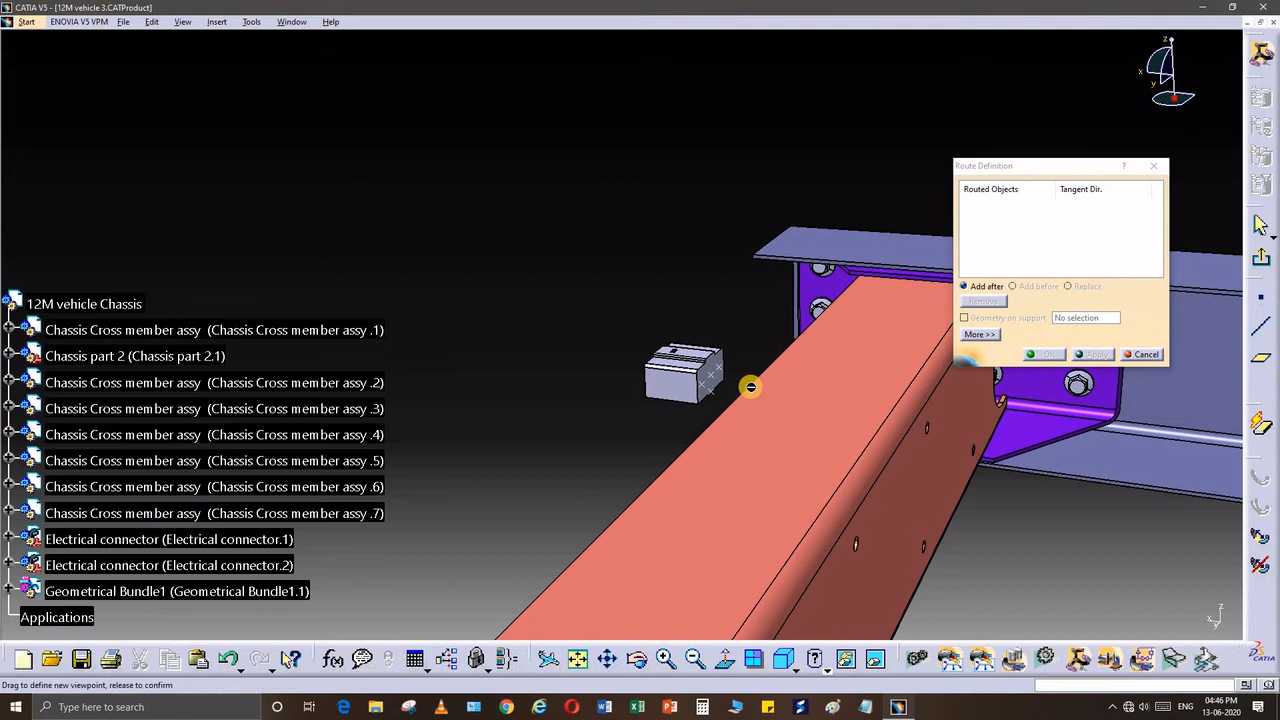 CATIA V5 - [12M vehicle 3.CATProduct]
Start ENOVIA V5 VPM File Edit View Insert Tools Window Help
z
x
y
Route Definition ?
Routed Objects Tangent Dir.
Add after Add before Replace
Remove
Geometry on support: No selection
More >>
OK Apply Cancel
12M vehicle Chassis
Chassis Cross member assy (Chassis Cross member assy .1)
Chassis part 2 (Chassis part 2.1)
Chassis Cross member assy (Chassis Cross member assy .2)
Chassis Cross member assy (Chassis Cross member assy .3)
Chassis Cross member assy (Chassis Cross member assy .4)
Chassis Cross member assy (Chassis Cross member assy .5)
Chassis Cross member assy (Chassis Cross member assy .6)
Chassis Cross member assy (Chassis Cross member assy .7)
Electrical connector (Electrical connector.1)
Electrical connector (Electrical connector.2)
Geometrical Bundle1 (Geometrical Bundle1.1)
Applications
z
y
f(x)
CATIA
Drag to define new viewpoint, release to confirm
Type here to search
ENG
04:46 PM
13-06-2020